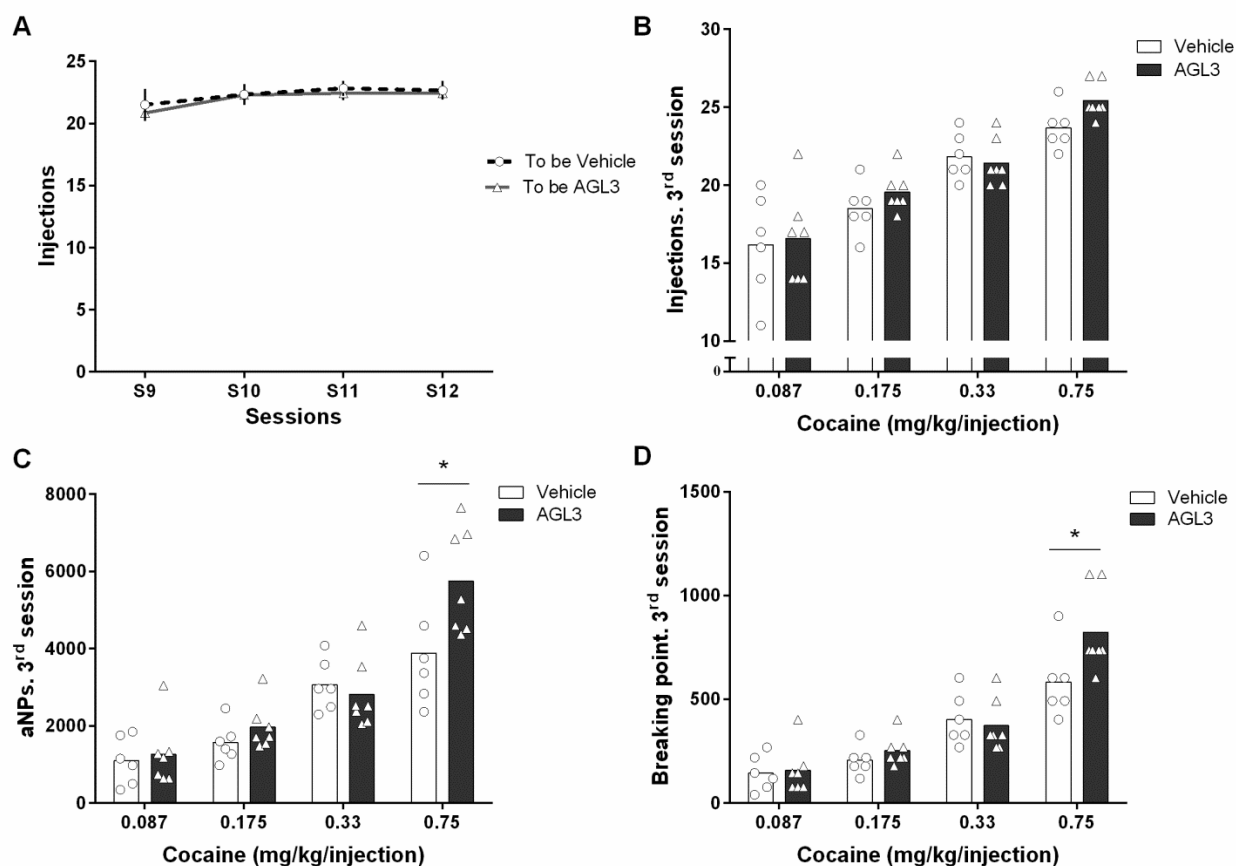 A
Injections
25
20
15
10
5
0
S9 S10 S11 S12
Sessions
To be Vehicle
To be AGL3
B
Injections. 3rd session
30
25
20
15
10
0
0.087 0.175 0.33 0.75
Cocaine (mg/kg/injection)
Vehicle
AGL3
C
aNPs. 3rd session
8000
6000
4000
2000
0
*
0.087 0.175 0.33 0.75
Cocaine (mg/kg/injection)
Vehicle
AGL3
D
Breaking point. 3rd session
1500
1000
500
0
*
0.087 0.175 0.33 0.75
Cocaine (mg/kg/injection)
Vehicle
AGL3